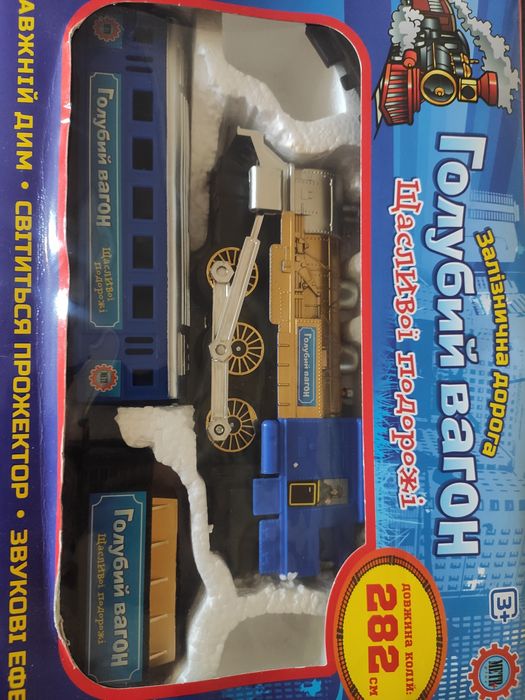 Залізнична дорога
Голубий вагон
Щасливої подорожі
довжина колій:
282 см
3+
Голубий вагон
Голубий вагон
Щасливої
подорожі
Голубий вагон
Щасливої подорожі
АВЖНІЙ ДИМ • СВІТИТЬСЯ ПРОЖЕКТОР • ЗВУКОВІ ЕФЕ